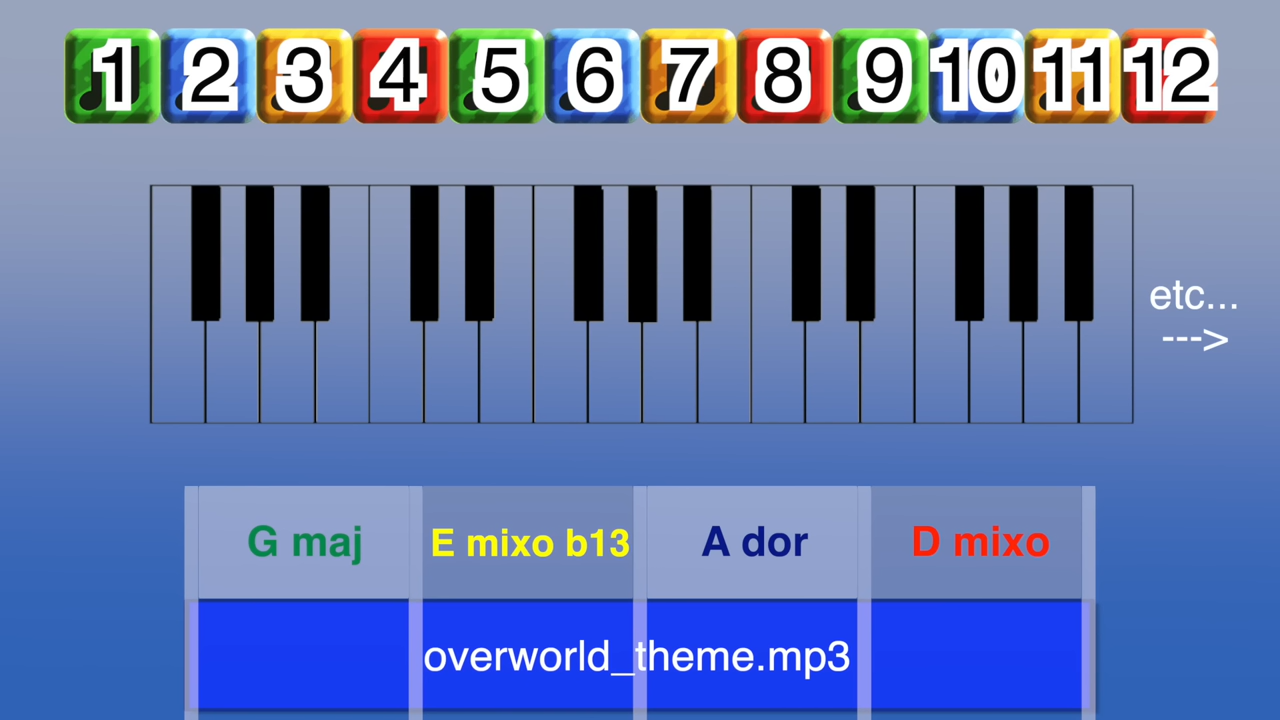 1 2 3 4 5 6 7 8 9 10 11 12
etc...
--->
G maj E mixo b13 A dor D mixo
overworld_theme.mp3